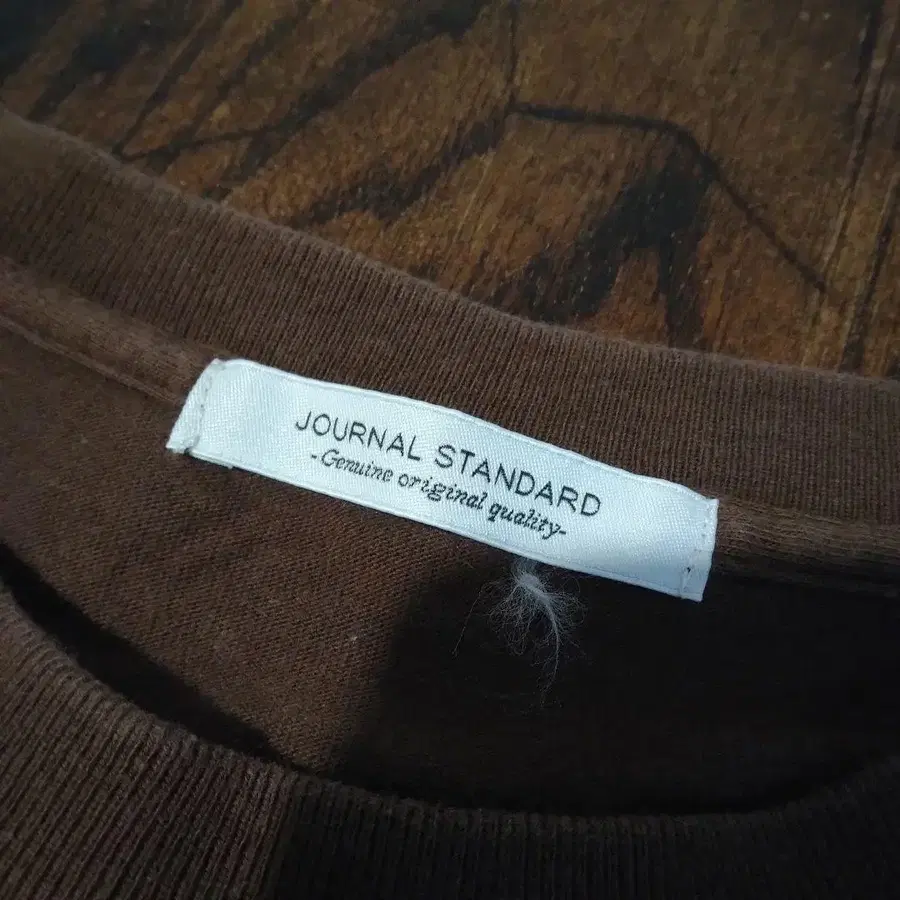 JOURNAL STANDARD
-Genuine original quality-